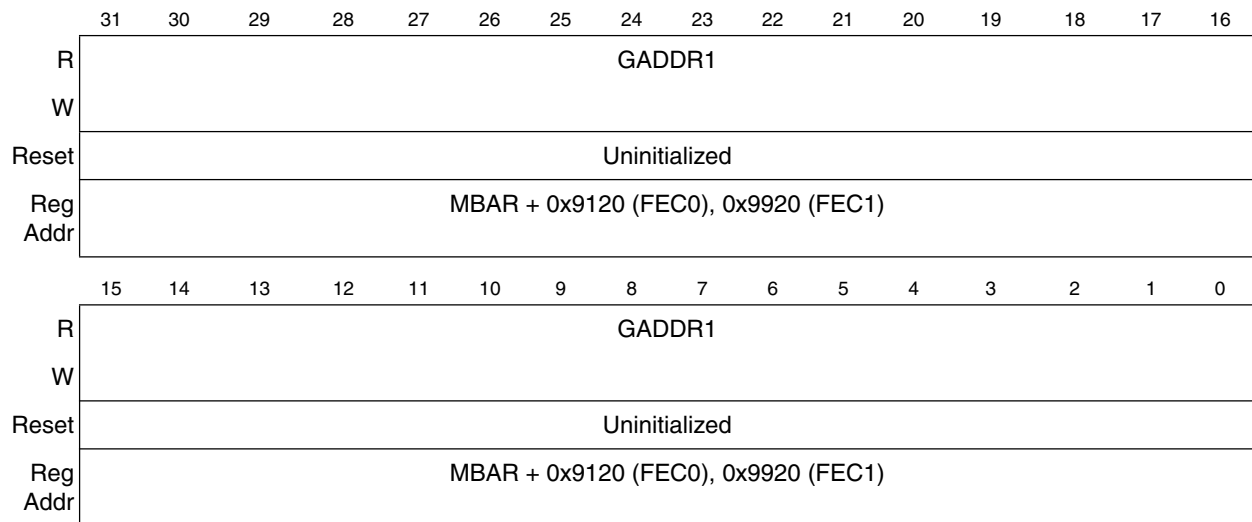 31 30 29 28 27 26 25 24 23 22 21 20 19 18 17 16
R GADDR1
W
Reset Uninitialized
Reg MBAR + 0x9120 (FEC0), 0x9920 (FEC1)
Addr
15 14 13 12 11 10 9 8 7 6 5 4 3 2 1 0
R GADDR1
W
Reset Uninitialized
Reg MBAR + 0x9120 (FEC0), 0x9920 (FEC1)
Addr